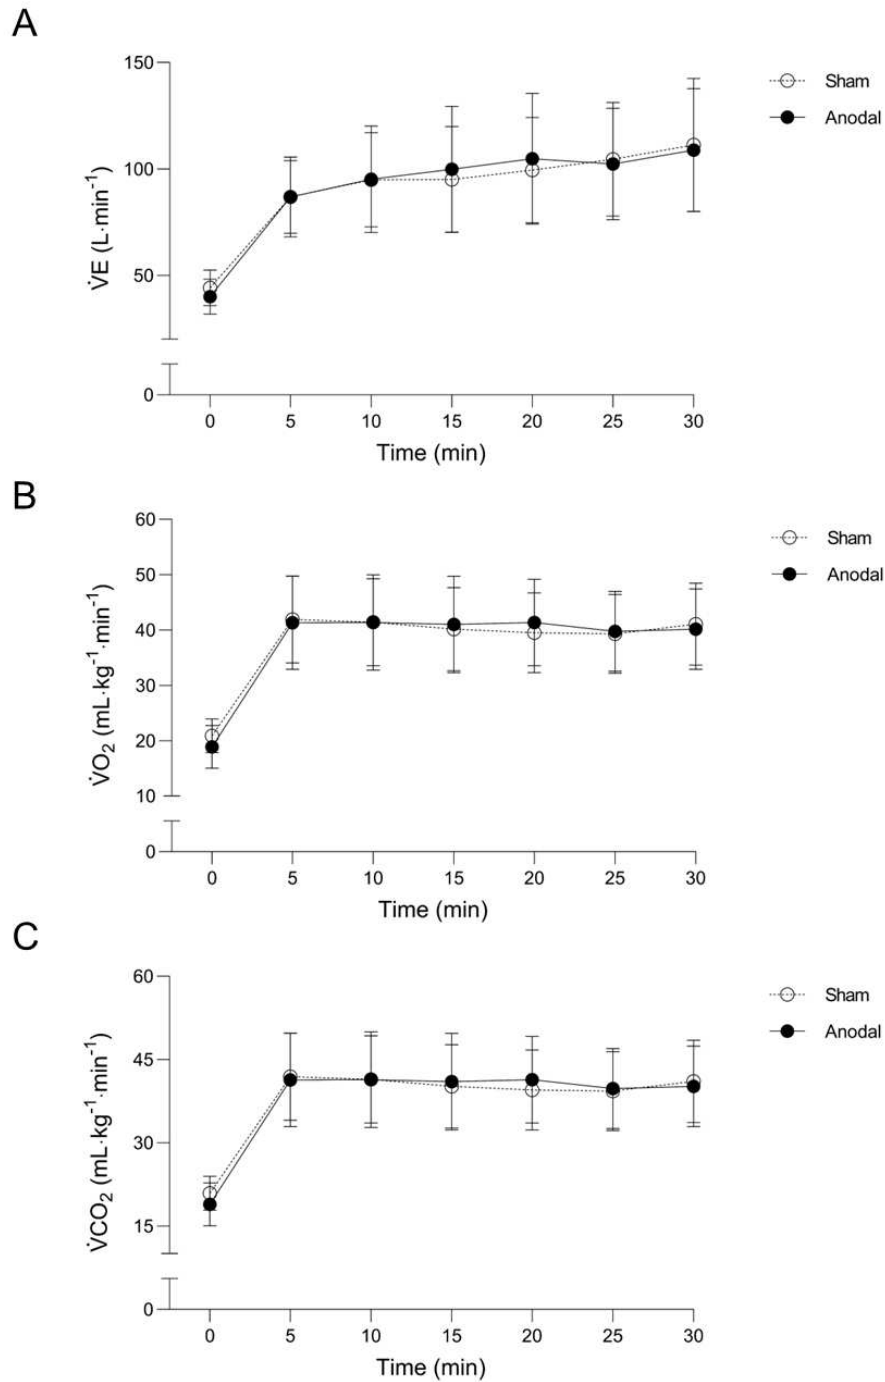 A
150
100
50
0
V̇E (L·min⁻¹)
0 5 10 15 20 25 30
Time (min)
Sham
Anodal
B
60
50
40
30
20
10
0
V̇O₂ (mL·kg⁻¹·min⁻¹)
0 5 10 15 20 25 30
Time (min)
Sham
Anodal
C
60
45
30
15
0
V̇CO₂ (mL·kg⁻¹·min⁻¹)
0 5 10 15 20 25 30
Time (min)
Sham
Anodal